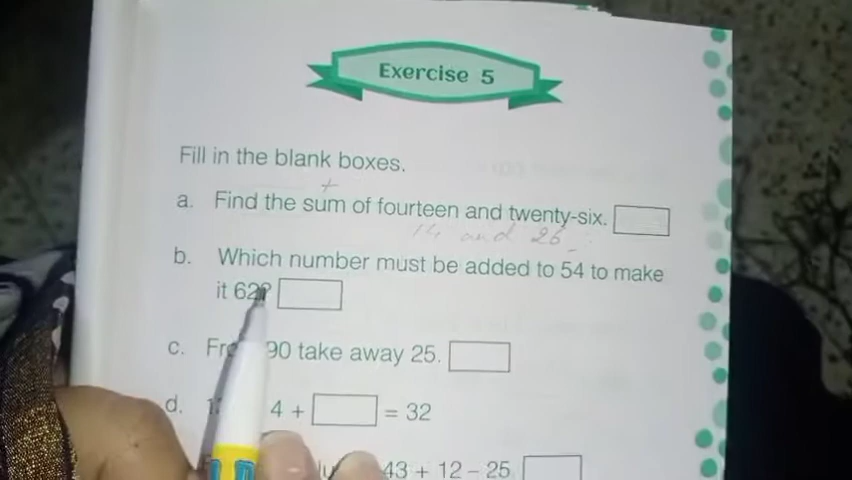 Exercise 5
Fill in the blank boxes.
+
a. Find the sum of fourteen and twenty-six.
14 and 26
b. Which number must be added to 54 to make
it 62?
c. 90 take away 25.
d. 4 + = 32
43 + 12 - 25